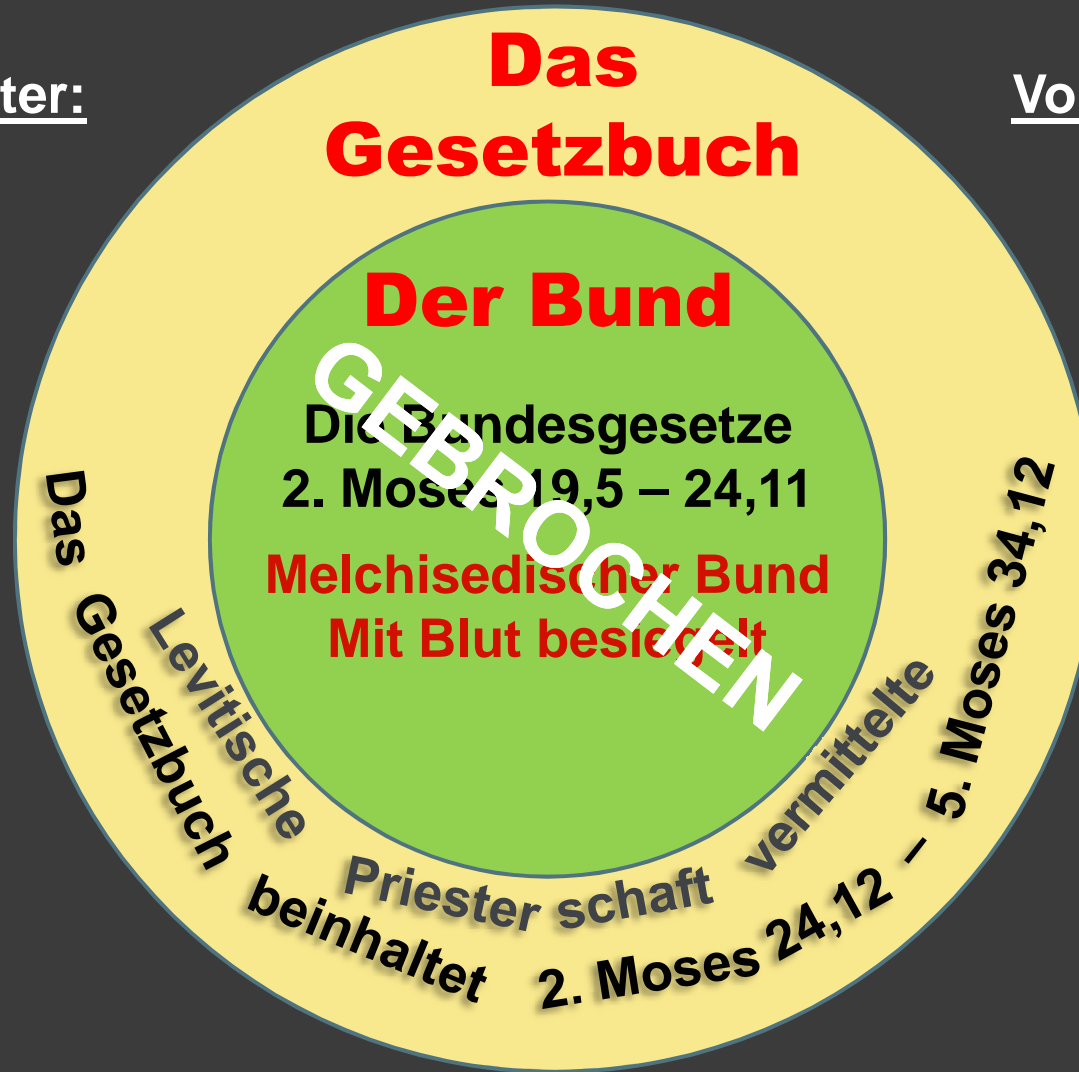 Das
Gesetzbuch
ter:
Vo
Der Bund
Die Bundesgesetze
2. Moses 19,5 – 24,11
Melchisedischer Bund
Mit Blut besiegelt
GEBROCHEN
Levitische Priester schaft vermittelte
Das Gesetzbuch beinhaltet 2. Moses 24,12 – 5. Moses 34,12